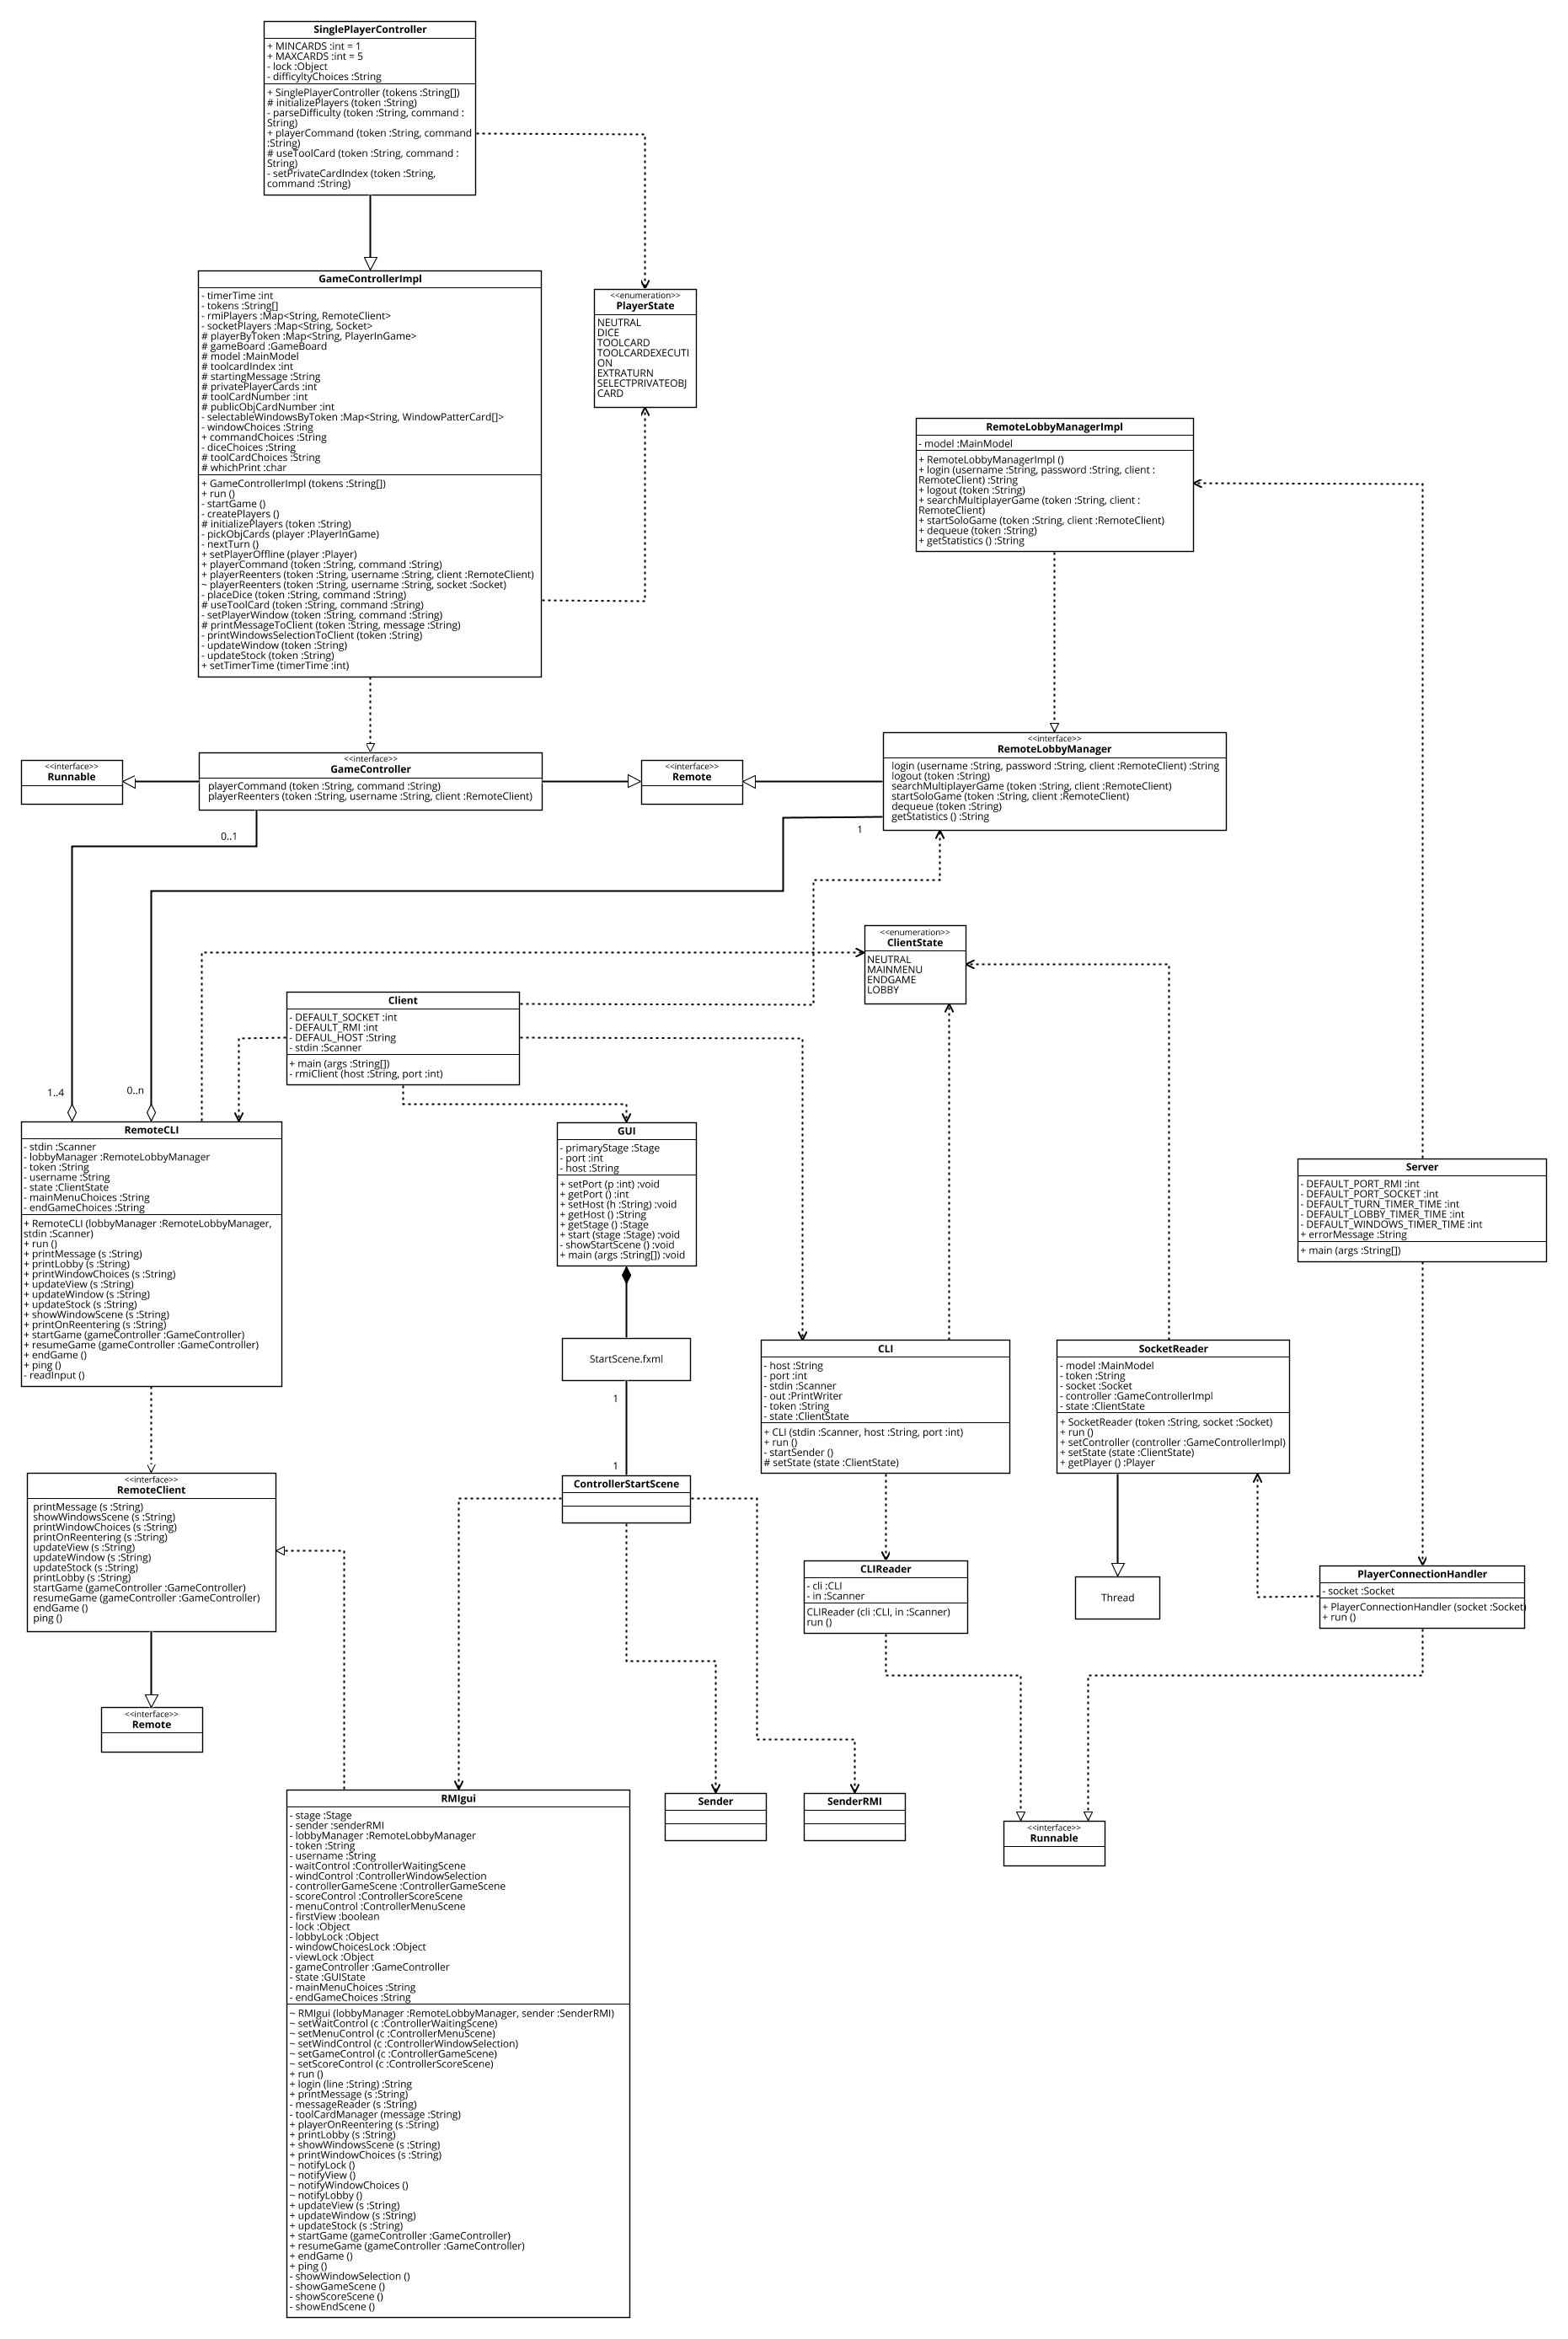 SinglePlayerController
+ MINCARDS :int = 1
+ MAXCARDS :int = 5
- lock :Object
- difficyltyChoices :String
+ SinglePlayerController (tokens :String[])
# initializePlayers (token :String)
- parseDifficulty (token :String, command :
String)
+ playerCommand (token :String, command
:String)
# useToolCard (token :String, command :
String)
- setPrivateCardIndex (token :String,
command :String)
GameControllerImpl
- timerTime :int
- tokens :String[]
- rmiPlayers :Map<String, RemoteClient>
- socketPlayers :Map<String, Socket>
# playerByToken :Map<String, PlayerInGame>
# gameBoard :GameBoard
# model :MainModel
# toolcardIndex :int
# startingMessage :String
# privatePlayerCards :int
# toolCardNumber :int
# publicObjCardNumber :int
- selectableWindowsByToken :Map<String, WindowPatterCard[]>
- windowChoices :String
+ commandChoices :String
- diceChoices :String
# toolCardChoices :String
# whichPrint :char
+ GameControllerImpl (tokens :String[])
+ run ()
- startGame ()
- createPlayers ()
# initializePlayers (token :String)
- pickObjCards (player :PlayerInGame)
- nextTurn ()
+ setPlayerOffline (player :Player)
+ playerCommand (token :String, command :String)
+ playerReenters (token :String, username :String, client :RemoteClient)
~ playerReenters (token :String, username :String, socket :Socket)
- placeDice (token :String, command :String)
# useToolCard (token :String, command :String)
- setPlayerWindow (token :String, command :String)
# printMessageToClient (token :String, message :String)
- printWindowsSelectionToClient (token :String)
- updateWindow (token :String)
- updateStock (token :String)
+ setTimerTime (timerTime :int)
<<enumeration>>
PlayerState
NEUTRAL
DICE
TOOLCARD
TOOLCARDEXECUTI
ON
EXTRATURN
SELECTPRIVATEOBJ
CARD
RemoteLobbyManagerImpl
- model :MainModel
+ RemoteLobbyManagerImpl ()
+ login (username :String, password :String, client :
RemoteClient) :String
+ logout (token :String)
+ searchMultiplayerGame (token :String, client :
RemoteClient)
+ startSoloGame (token :String, client :RemoteClient)
+ dequeue (token :String)
+ getStatistics () :String
<<interface>>
Runnable
<<interface>>
GameController
playerCommand (token :String, command :String)
playerReenters (token :String, username :String, client :RemoteClient)
<<interface>>
Remote
<<interface>>
RemoteLobbyManager
login (username :String, password :String, client :RemoteClient) :String
logout (token :String)
searchMultiplayerGame (token :String, client :RemoteClient)
startSoloGame (token :String, client :RemoteClient)
dequeue (token :String)
getStatistics () :String
0..1
1
<<enumeration>>
ClientState
NEUTRAL
MAINMENU
ENDGAME
LOBBY
Client
- DEFAULT_SOCKET :int
- DEFAULT_RMI :int
- DEFAUL_HOST :String
- stdin :Scanner
+ main (args :String[])
- rmiClient (host :String, port :int)
1..4
0..n
RemoteCLI
- stdin :Scanner
- lobbyManager :RemoteLobbyManager
- token :String
- username :String
- state :ClientState
- mainMenuChoices :String
- endGameChoices :String
+ RemoteCLI (lobbyManager :RemoteLobbyManager,
stdin :Scanner)
+ run ()
+ printMessage (s :String)
+ printLobby (s :String)
+ printWindowChoices (s :String)
+ updateView (s :String)
+ updateWindow (s :String)
+ updateStock (s :String)
+ showWindowScene (s :String)
+ printOnReentering (s :String)
+ startGame (gameController :GameController)
+ resumeGame (gameController :GameController)
+ endGame ()
+ ping ()
- readInput ()
GUI
- primaryStage :Stage
- port :int
- host :String
+ setPort (p :int) :void
+ getPort () :int
+ setHost (h :String) :void
+ getHost () :String
+ getStage () :Stage
+ start (stage :Stage) :void
- showStartScene () :void
+ main (args :String[]) :void
Server
- DEFAULT_PORT_RMI :int
- DEFAULT_PORT_SOCKET :int
- DEFAULT_TURN_TIMER_TIME :int
- DEFAULT_LOBBY_TIMER_TIME :int
- DEFAULT_WINDOWS_TIMER_TIME :int
+ errorMessage :String
+ main (args :String[])
StartScene.fxml
1
1
CLI
- host :String
- port :int
- stdin :Scanner
- out :PrintWriter
- token :String
- state :ClientState
+ CLI (stdin :Scanner, host :String, port :int)
+ run ()
- startSender ()
# setState (state :ClientState)
SocketReader
- model :MainModel
- token :String
- socket :Socket
- controller :GameControllerImpl
- state :ClientState
+ SocketReader (token :String, socket :Socket)
+ run ()
+ setController (controller :GameControllerImpl)
+ setState (state :ClientState)
+ getPlayer () :Player
<<interface>>
RemoteClient
printMessage (s :String)
showWindowsScene (s :String)
printWindowChoices (s :String)
printOnReentering (s :String)
updateView (s :String)
updateWindow (s :String)
updateStock (s :String)
printLobby (s :String)
startGame (gameController :GameController)
resumeGame (gameController :GameController)
endGame ()
ping ()
ControllerStartScene
CLIReader
- cli :CLI
- in :Scanner
CLIReader (cli :CLI, in :Scanner)
run ()
Thread
PlayerConnectionHandler
- socket :Socket
+ PlayerConnectionHandler (socket :Socket)
+ run ()
<<interface>>
Remote
RMIgui
- stage :Stage
- sender :senderRMI
- lobbyManager :RemoteLobbyManager
- token :String
- username :String
- waitControl :ControllerWaitingScene
- windControl :ControllerWindowSelection
- controllerGameScene :ControllerGameScene
- scoreControl :ControllerScoreScene
- menuControl :ControllerMenuScene
- firstView :boolean
- lock :Object
- lobbyLock :Object
- windowChoicesLock :Object
- viewLock :Object
- gameController :GameController
- state :GUIState
- mainMenuChoices :String
- endGameChoices :String
~ RMIgui (lobbyManager :RemoteLobbyManager, sender :SenderRMI)
~ setWaitControl (c :ControllerWaitingScene)
~ setMenuControl (c :ControllerMenuScene)
~ setWindControl (c :ControllerWindowSelection)
~ setGameControl (c :ControllerGameScene)
~ setScoreControl (c :ControllerScoreScene)
+ run ()
+ login (line :String) :String
+ printMessage (s :String)
- messageReader (s :String)
- toolCardManager (message :String)
+ playerOnReentering (s :String)
+ printLobby (s :String)
+ showWindowsScene (s :String)
+ printWindowChoices (s :String)
~ notifyLock ()
~ notifyView ()
~ notifyWindowChoices ()
~ notifyLobby ()
+ updateView (s :String)
+ updateWindow (s :String)
+ updateStock (s :String)
+ startGame (gameController :GameController)
+ resumeGame (gameController :GameController)
+ endGame ()
+ ping ()
- showWindowSelection ()
- showGameScene ()
- showScoreScene ()
- showEndScene ()
Sender
SenderRMI
<<interface>>
Runnable